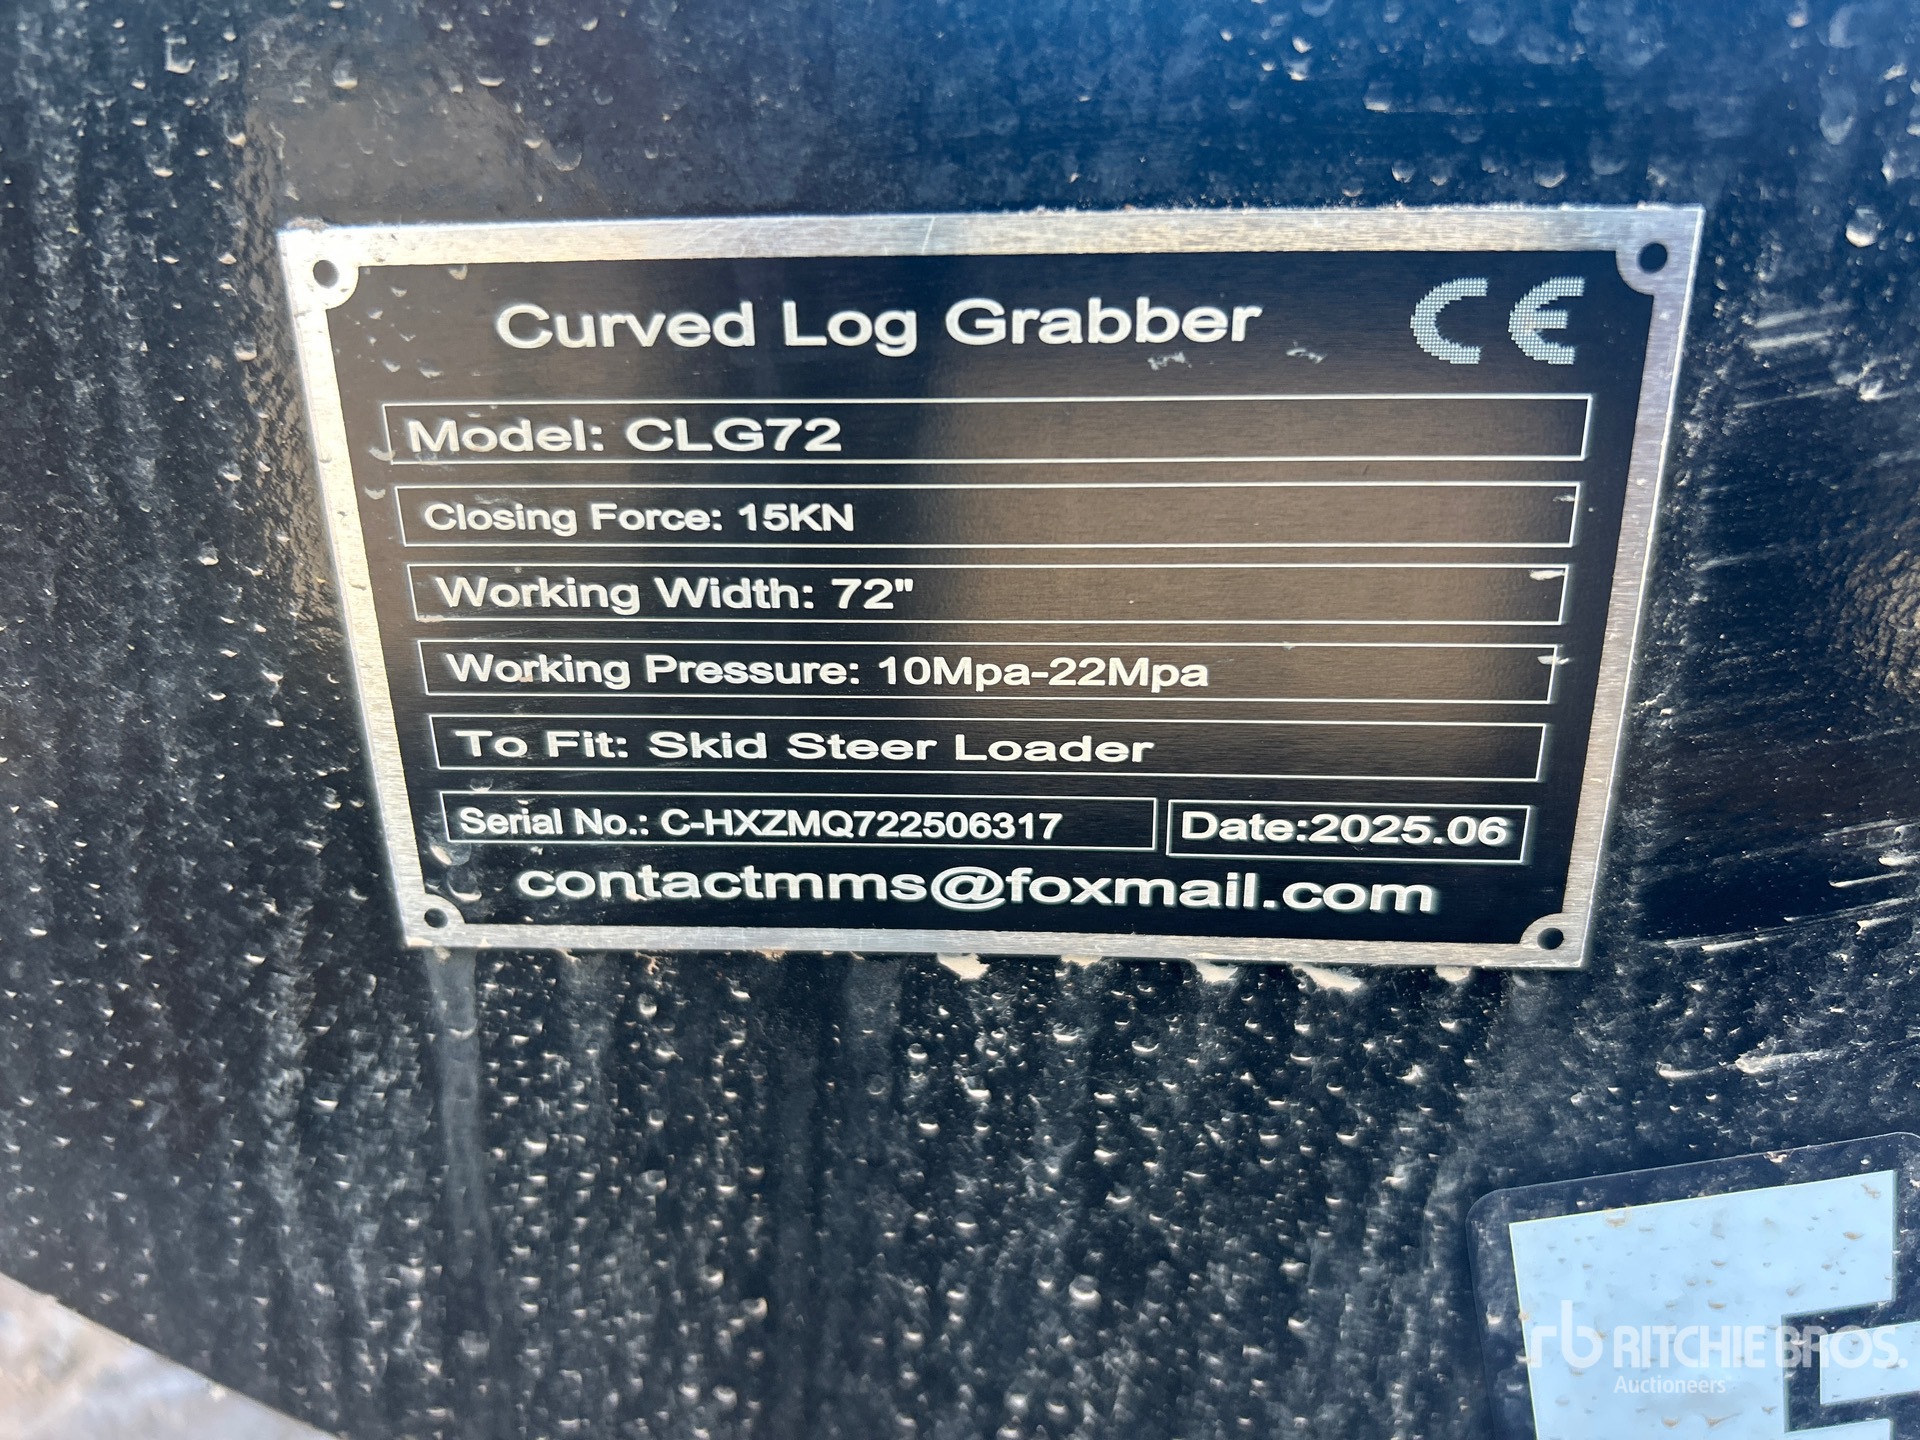 Curved Log Grabber CE
Model: CLG72
Closing Force: 15KN
Working Width: 72"
Working Pressure: 10Mpa-22Mpa
To Fit: Skid Steer Loader
Serial No.: C-HXZMQ722506317 Date:2025.06
contactmms@foxmail.com
rb RITCHIE BROS.
Auctioneers